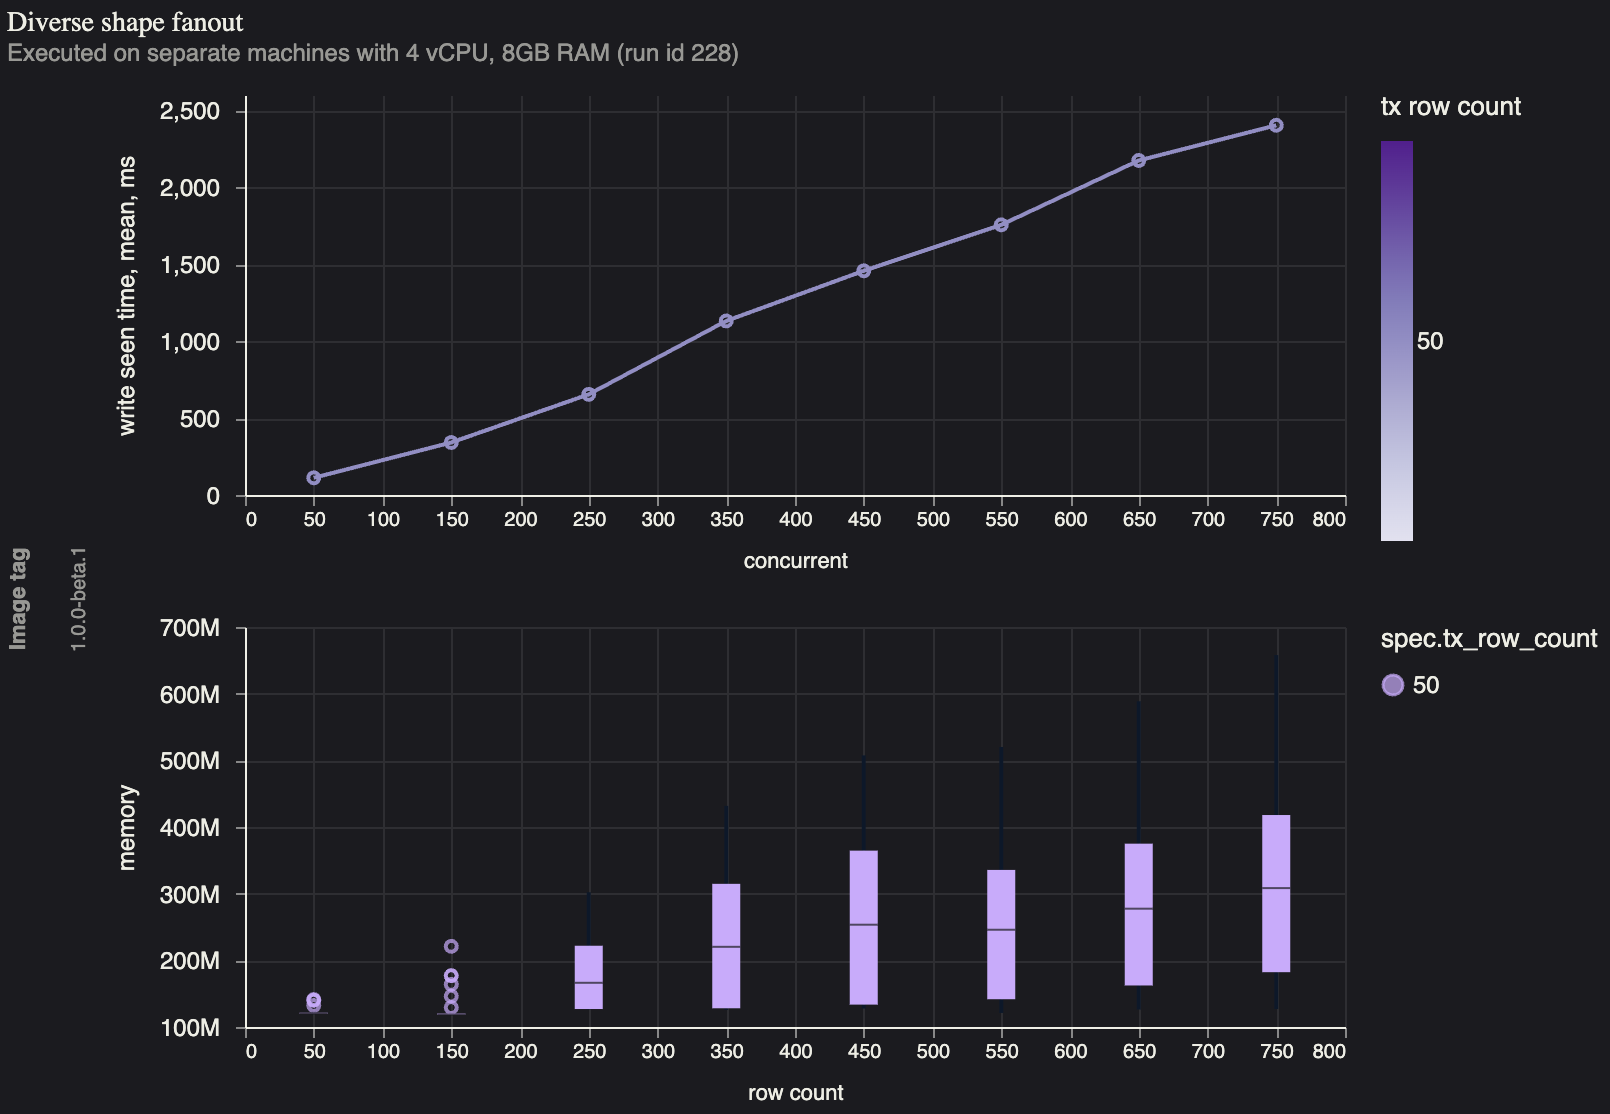 Diverse shape fanout
Executed on separate machines with 4 vCPU, 8GB RAM (run id 228)
Image tag
1.0.0-beta.1
write seen time, mean, ms
2,500
2,000
1,500
1,000
500
0
0 50 100 150 200 250 300 350 400 450 500 550 600 650 700 750 800
concurrent
tx row count
50
memory
700M
600M
500M
400M
300M
200M
100M
0 50 100 150 200 250 300 350 400 450 500 550 600 650 700 750 800
row count
spec.tx_row_count
50